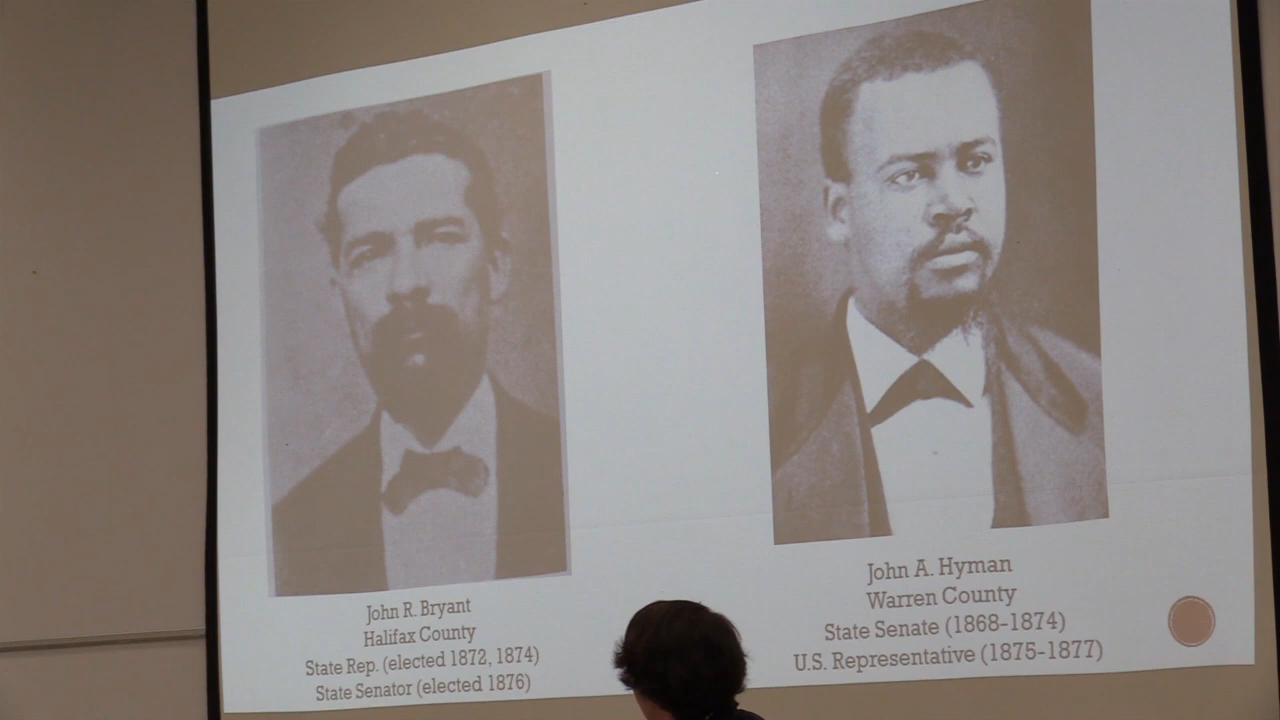 John R. Bryant
Halifax County
State Rep. (elected 1872, 1874)
State Senator (elected 1876)
John A. Hyman
Warren County
State Senate (1868-1874)
U.S. Representative (1875-1877)